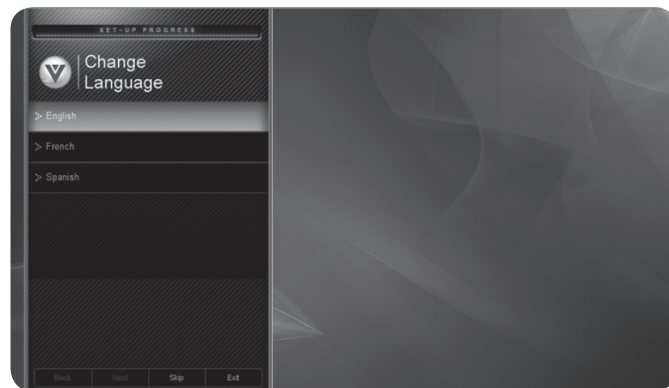 SET-UP PROGRESS
Change
Language
> English
> French
> Spanish
Back Next Skip Exit